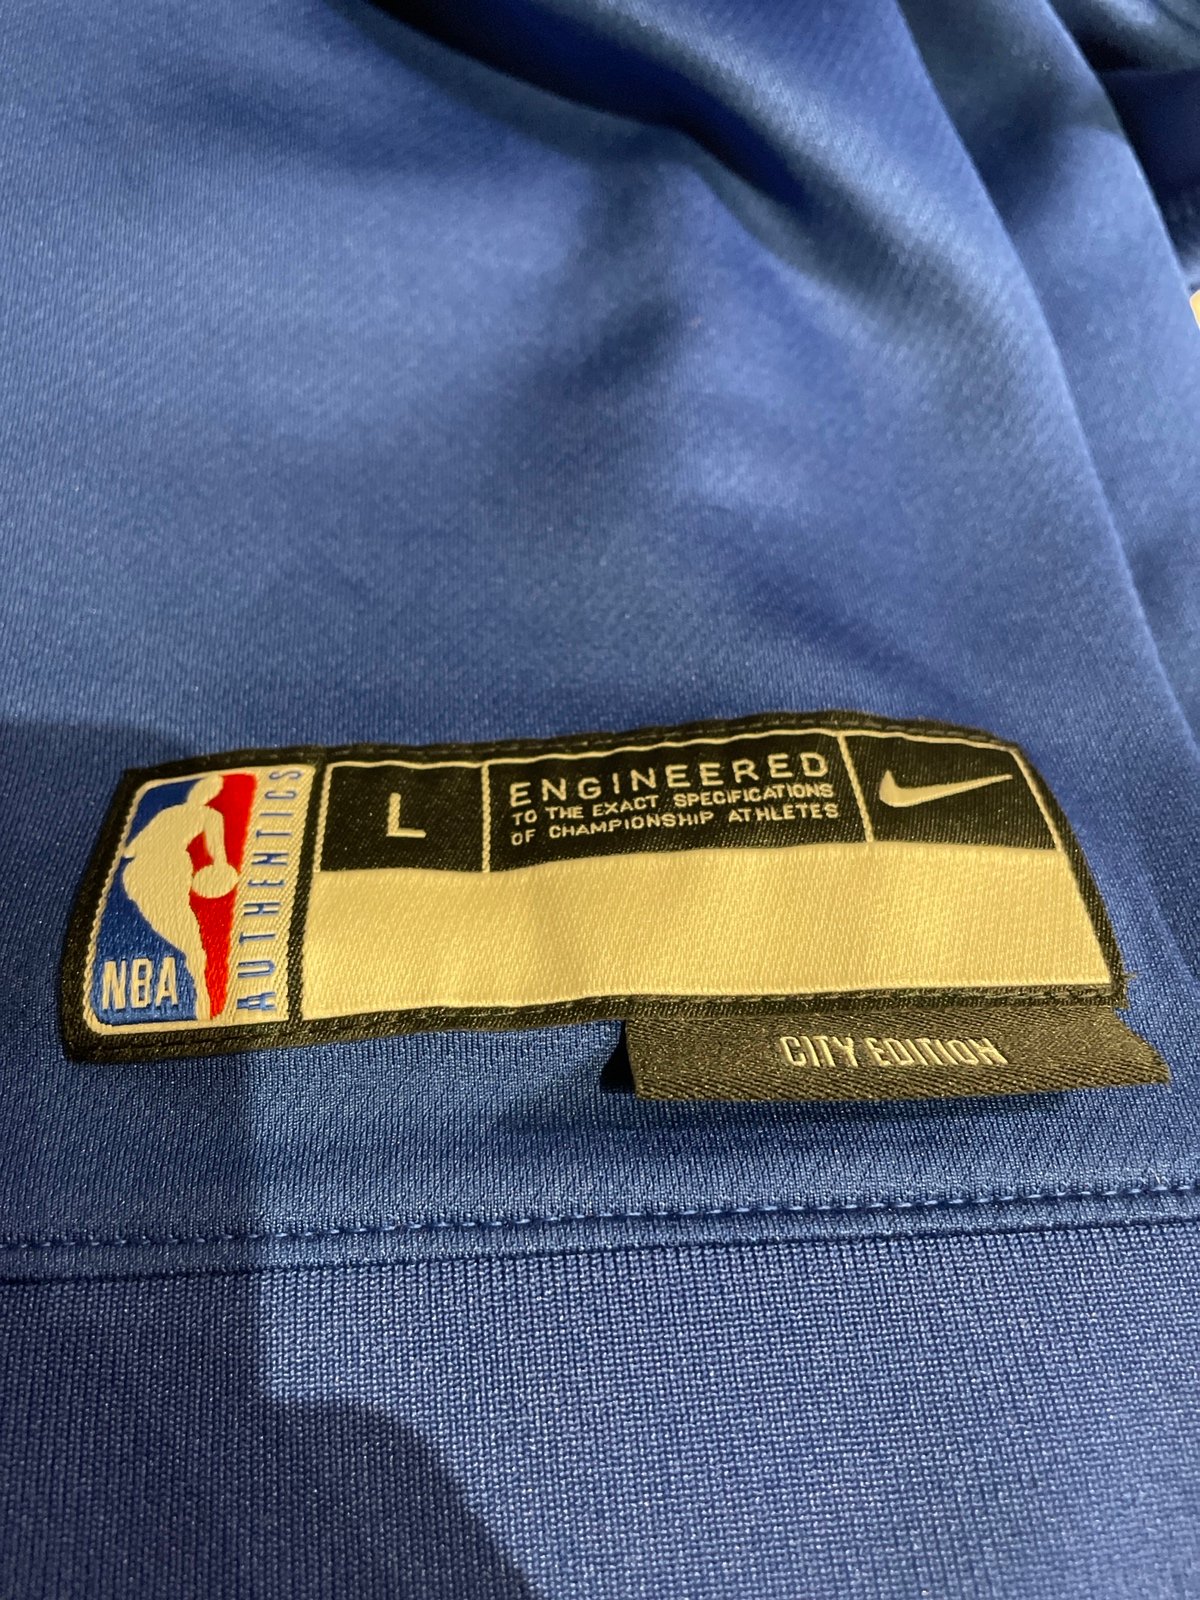 NBA
AUTHENTICS
L
ENGINEERED
TO THE EXACT SPECIFICATIONS
OF CHAMPIONSHIP ATHLETES
CITY EDITION